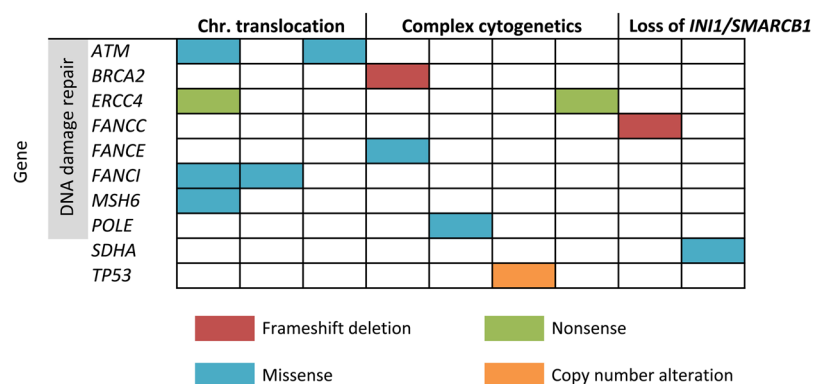 Chr. translocation Complex cytogenetics Loss of INI1/SMARCB1
Gene
DNA damage repair
ATM
BRCA2
ERCC4
FANCC
FANCE
FANCI
MSH6
POLE
SDHA
TP53
Frameshift deletion Nonsense
Missense Copy number alteration